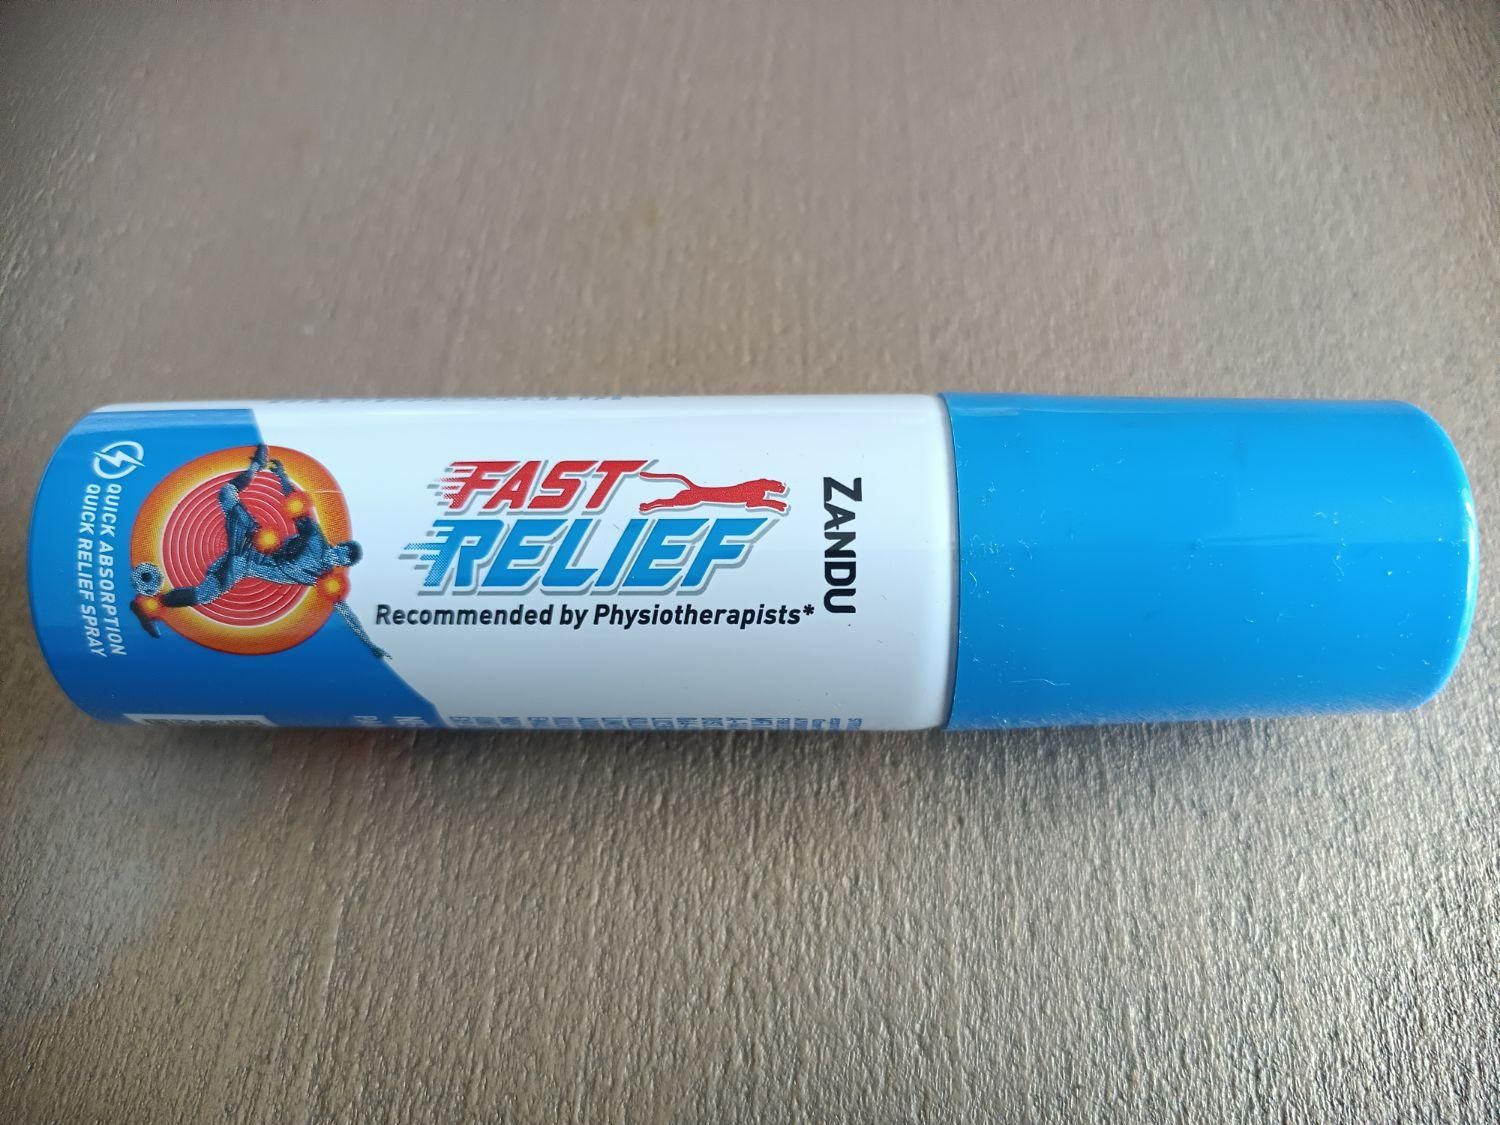 ZANDU
FAST
RELIEF
Recommended by Physiotherapists*
QUICK ABSORPTION
QUICK RELIEF SPRAY